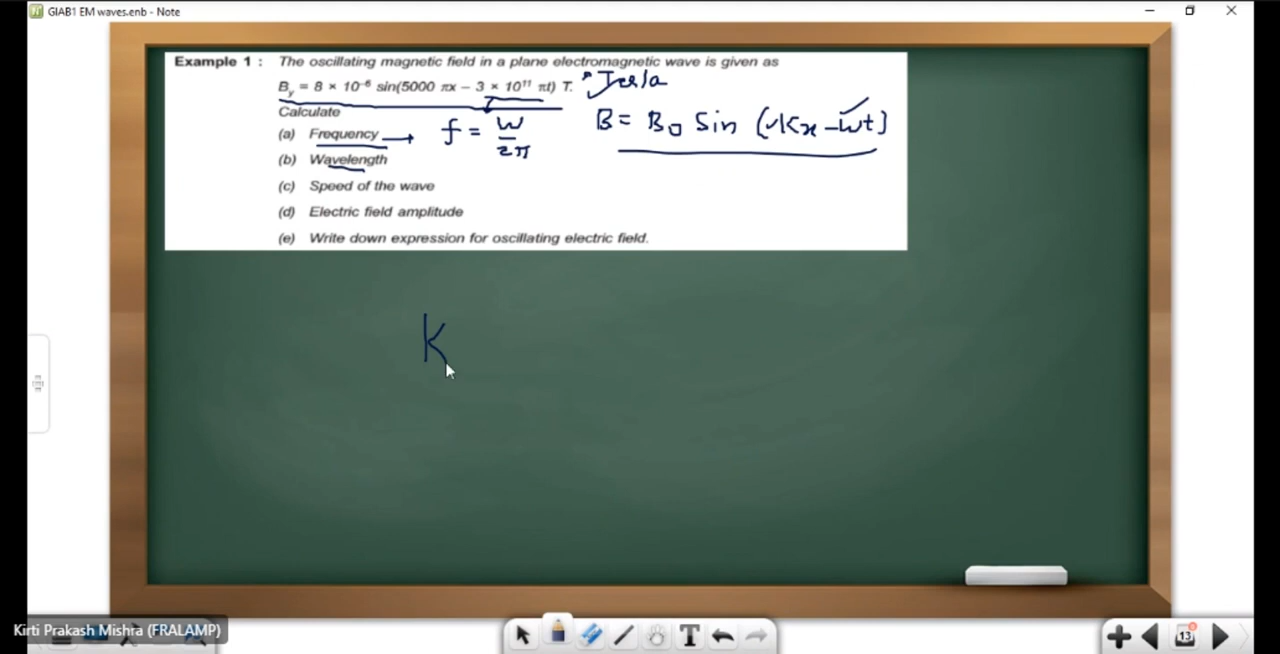 GIAB1 EM waves.enb - Note
Example 1 : The oscillating magnetic field in a plane electromagnetic wave is given as
By = 8 × 10⁻⁶ sin(5000 πx – 3 × 10¹¹ πt) T. Tesla
Calculate
B = B₀ Sin (Kx - ωt)
(a) Frequency → f = ω/2π
(b) Wavelength
(c) Speed of the wave
(d) Electric field amplitude
(e) Write down expression for oscillating electric field.
K
Kirti Prakash Mishra (FRALAMP)
T
13